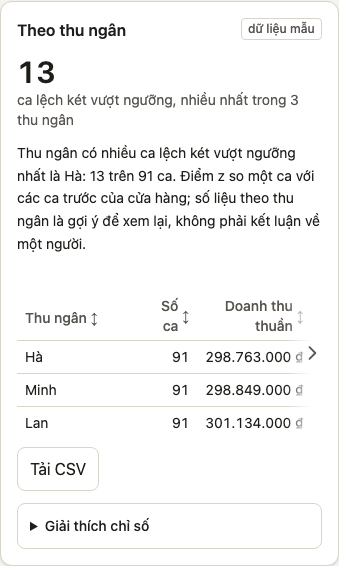 Theo thu ngân
dữ liệu mẫu
13
ca lệch két vượt ngưỡng, nhiều nhất trong 3
thu ngân
Thu ngân có nhiều ca lệch két vượt ngưỡng
nhất là Hà: 13 trên 91 ca. Điểm z so một ca với
các ca trước của cửa hàng; số liệu theo thu
ngân là gợi ý để xem lại, không phải kết luận về
một người.
Thu ngân ↕ Số ca ↕ Doanh thu thuần ↕
Hà 91 298.763.000 ₫
Minh 91 298.849.000 ₫
Lan 91 301.134.000 ₫
Tải CSV
Giải thích chỉ số